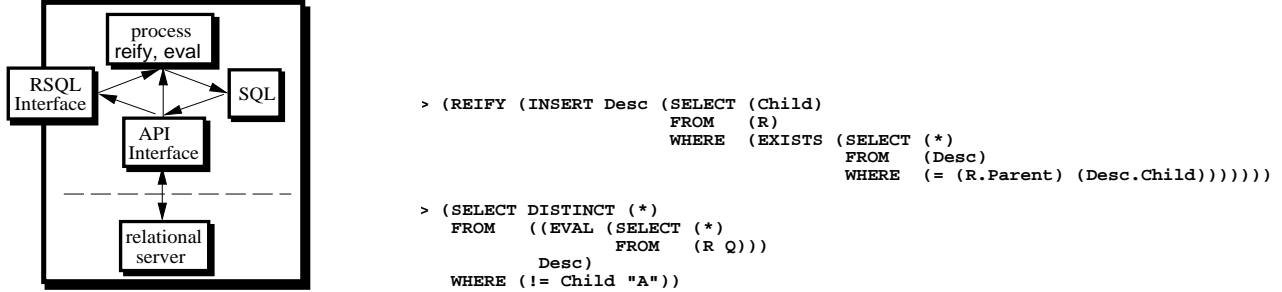 process
reify, eval
RSQL
Interface
SQL
API
Interface
relational
server
> (REIFY (INSERT Desc (SELECT (Child)
FROM (R)
WHERE (EXISTS (SELECT (*)
FROM (Desc)
WHERE (= (R.Parent) (Desc.Child)))))))
> (SELECT DISTINCT (*)
FROM ((EVAL (SELECT (*)
FROM (R Q)))
Desc)
WHERE (!= Child "A"))